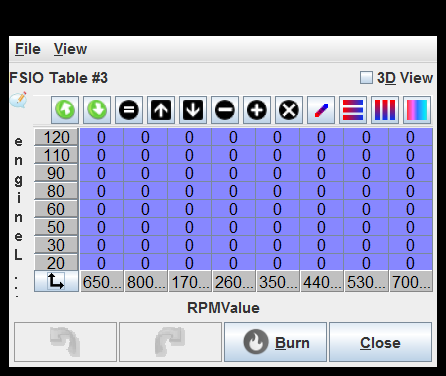 File View
FSIO Table #3 3D View
engineL...
120 0 0 0 0 0 0 0 0
110 0 0 0 0 0 0 0 0
90 0 0 0 0 0 0 0 0
80 0 0 0 0 0 0 0 0
60 0 0 0 0 0 0 0 0
50 0 0 0 0 0 0 0 0
30 0 0 0 0 0 0 0 0
20 0 0 0 0 0 0 0 0
650... 800... 170... 260... 350... 440... 530... 700...
RPMValue
Burn Close